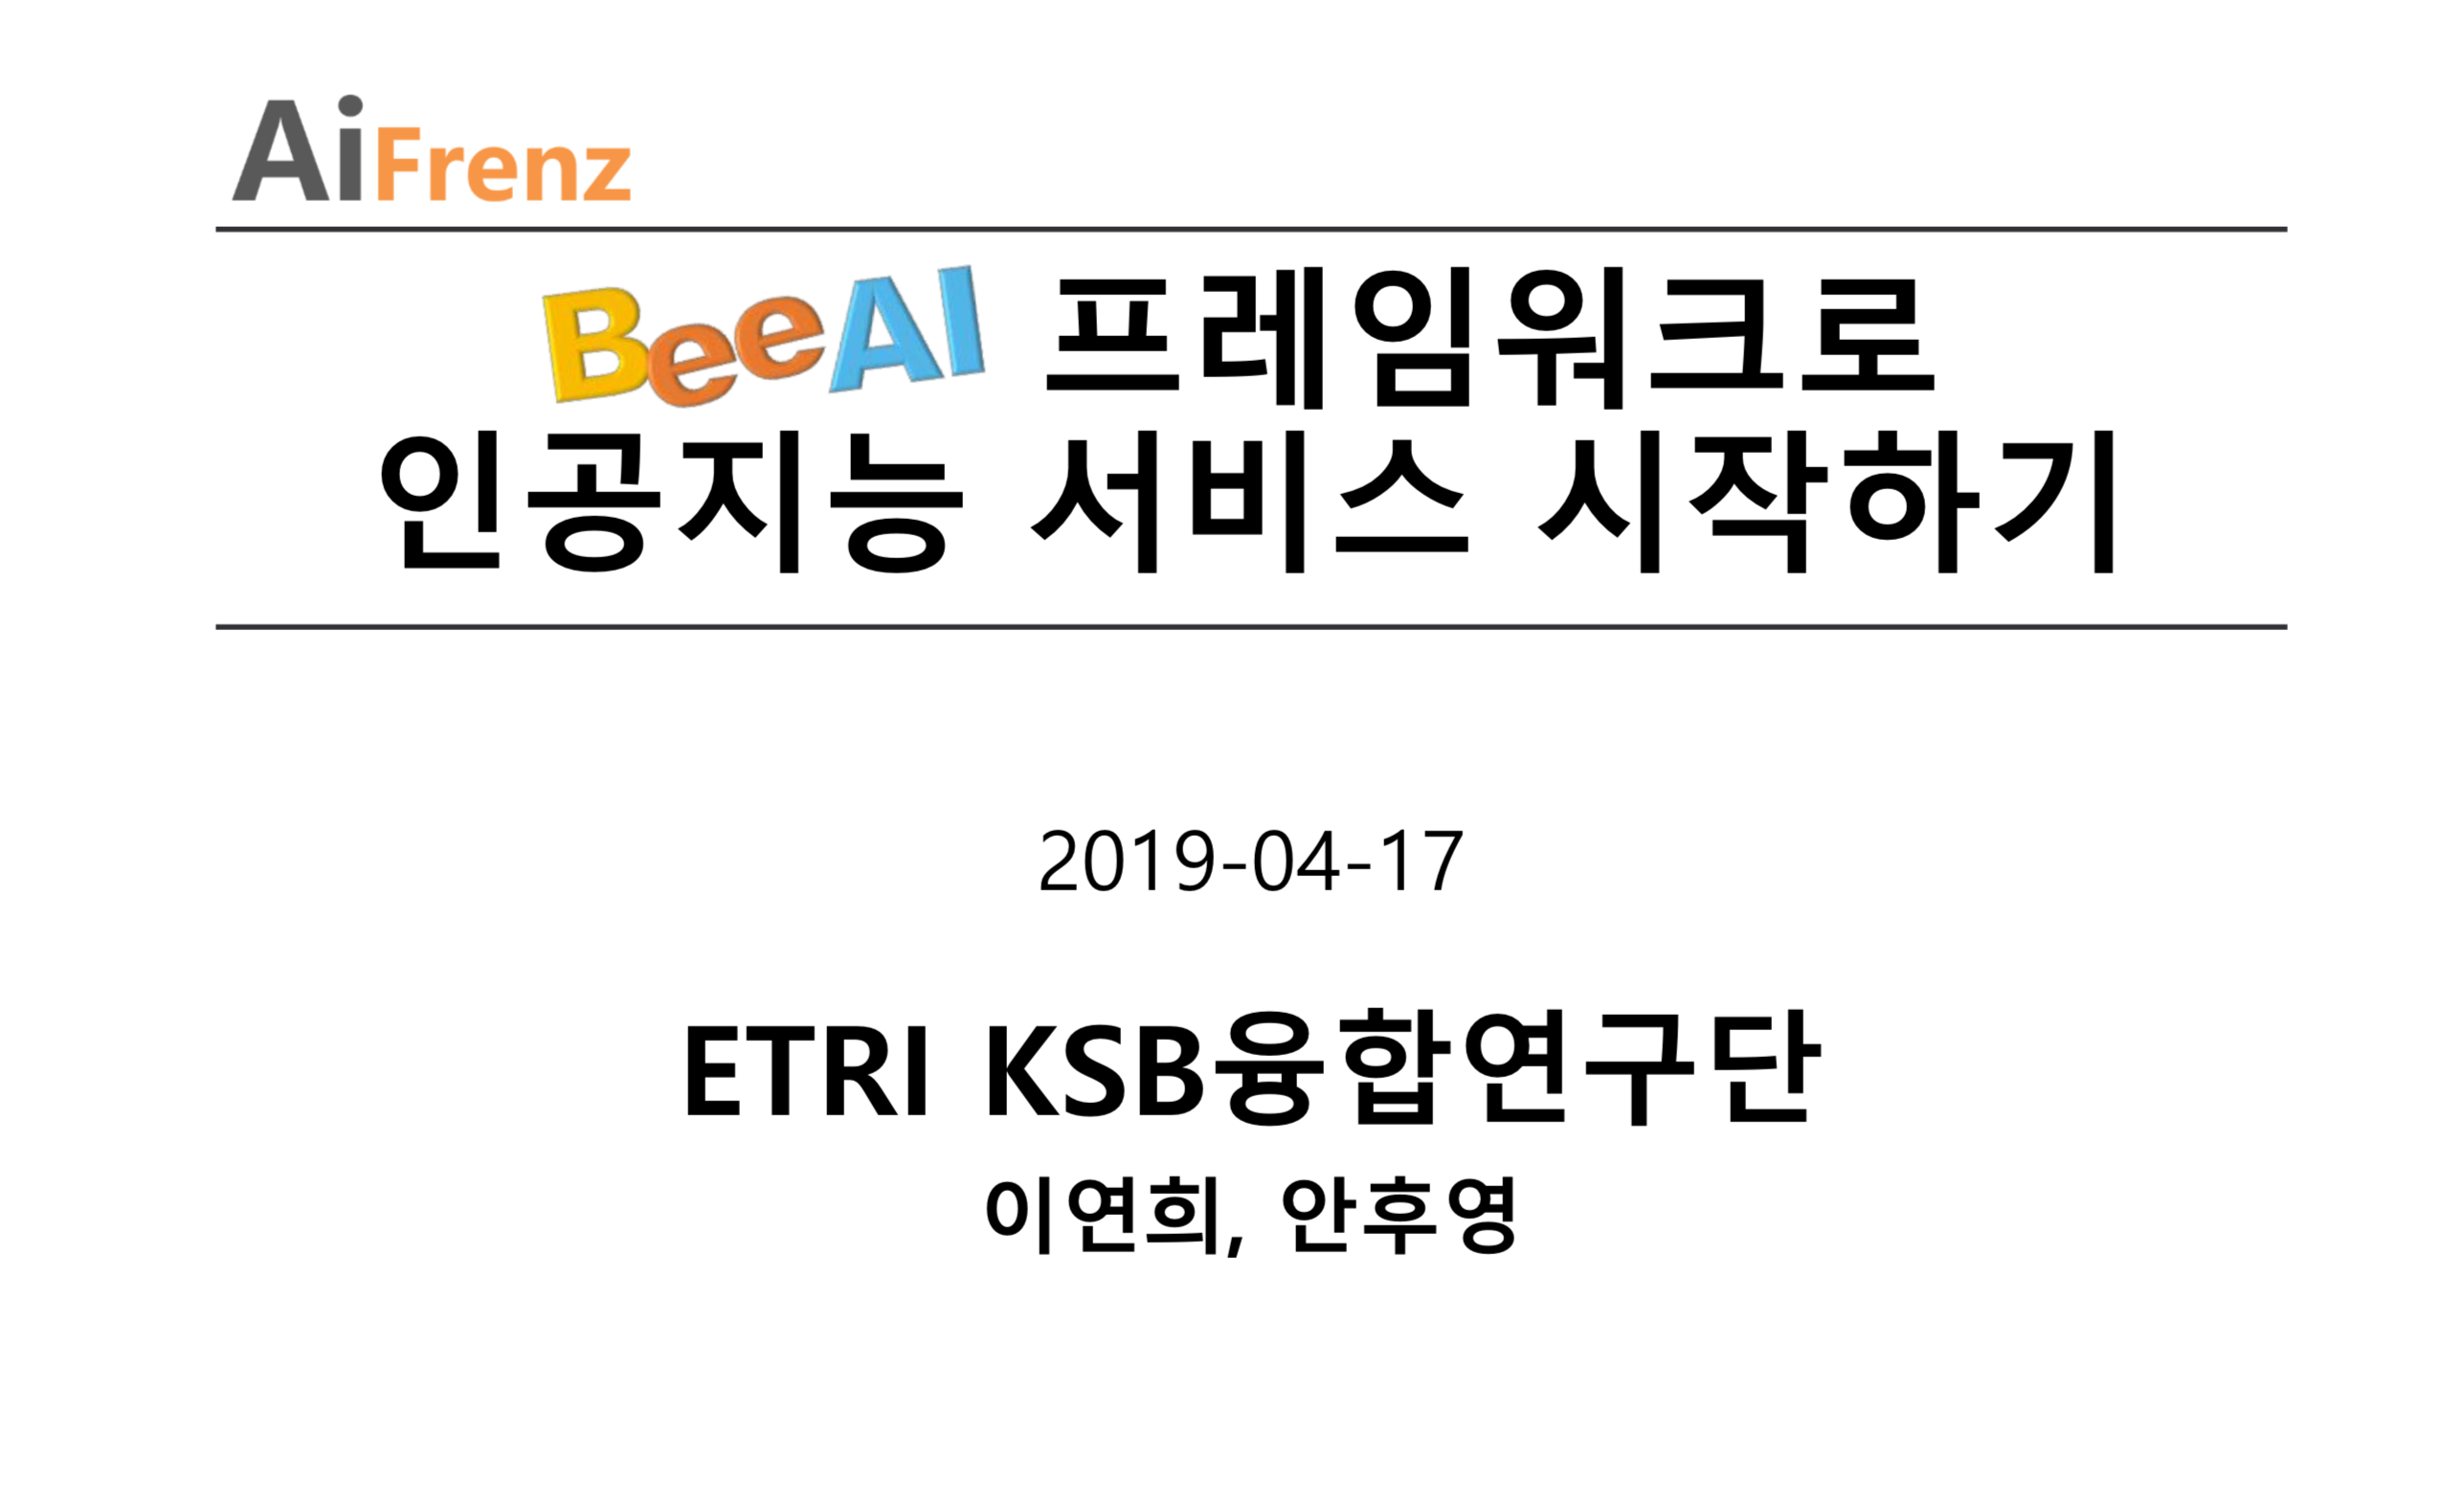 AiFrenz
BeeAI 프레임워크로
인공지능 서비스 시작하기
2019-04-17
ETRI KSB융합연구단
이연희, 안후영